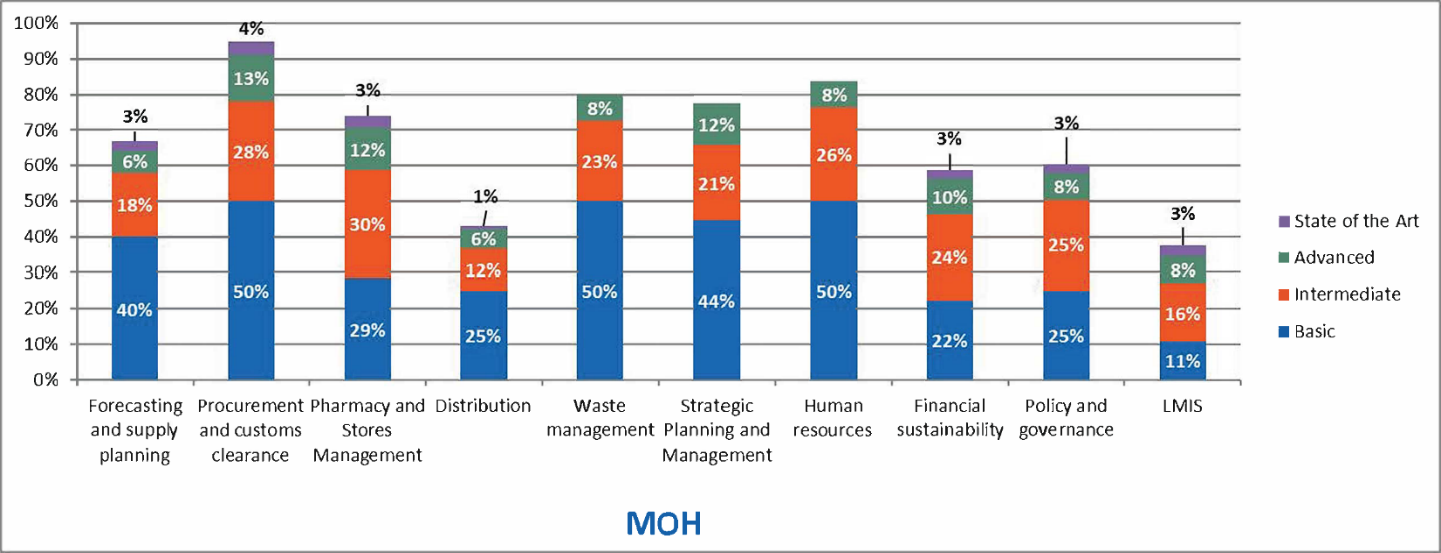 100%
90%
80%
70%
60%
50%
40%
30%
20%
10%
0%
3%
6%
18%
40%
4%
13%
28%
50%
3%
12%
30%
29%
1%
6%
12%
25%
8%
23%
50%
12%
21%
44%
8%
26%
50%
3%
10%
24%
22%
3%
8%
25%
25%
3%
8%
16%
11%
Forecasting
and supply
planning
Procurement
and customs
clearance
Pharmacy and
Stores
Management
Distribution
Waste
management
Strategic
Planning and
Management
Human
resources
Financial
sustainability
Policy and
governance
LMIS
State of the Art
Advanced
Intermediate
Basic
MOH